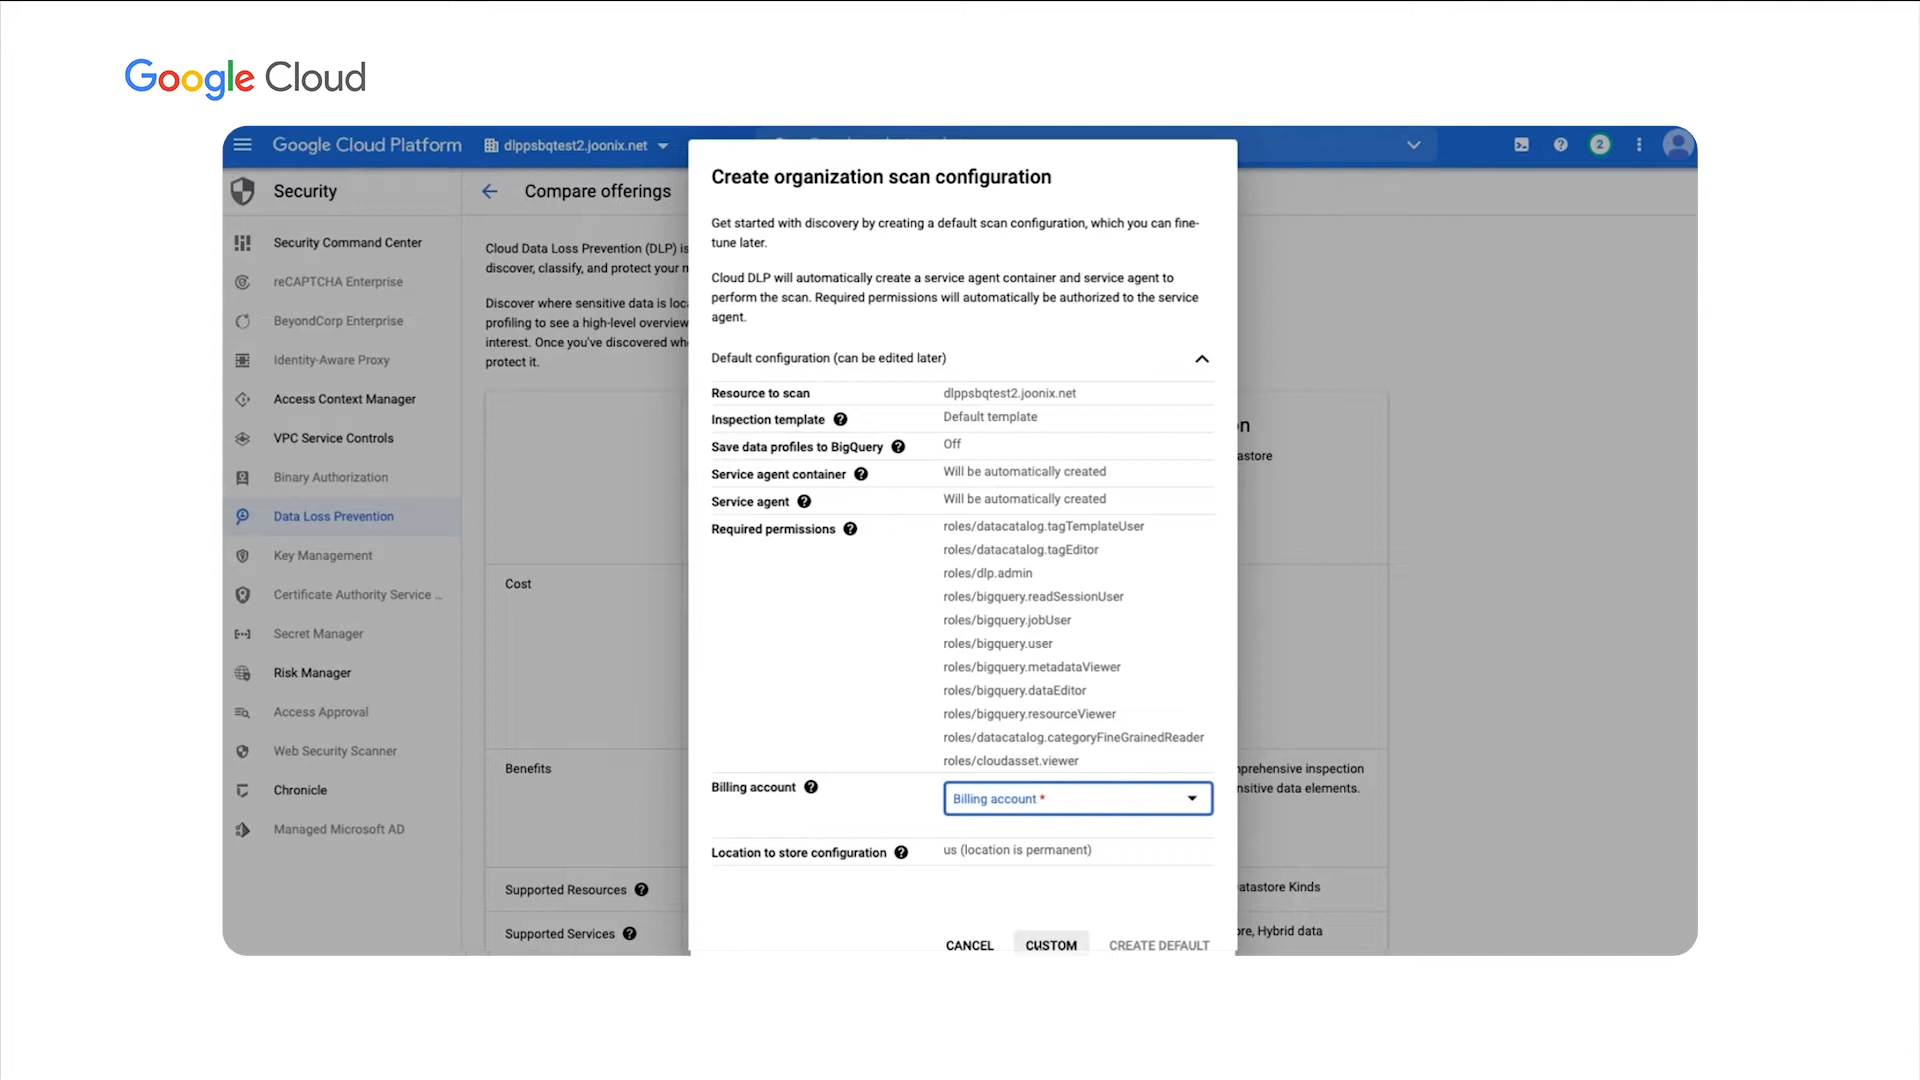 Google Cloud
Google Cloud Platform
dlppsbqtest2.joonix.net
2
Security
Security Command Center
reCAPTCHA Enterprise
BeyondCorp Enterprise
Identity-Aware Proxy
Access Context Manager
VPC Service Controls
Binary Authorization
Data Loss Prevention
Key Management
Certificate Authority Service ...
Secret Manager
Risk Manager
Access Approval
Web Security Scanner
Chronicle
Managed Microsoft AD
Compare offerings
Cloud Data Loss Prevention (DLP) is
discover, classify, and protect your
Discover where sensitive data is
profiling to see a high-level overview
interest. Once you've discovered
protect it.
Cost
Benefits
Supported Resources
Supported Services
Create organization scan configuration
Get started with discovery by creating a default scan configuration, which you can fine-
tune later.
Cloud DLP will automatically create a service agent container and service agent to
perform the scan. Required permissions will automatically be authorized to the service
agent.
Default configuration (can be edited later)
Resource to scan dlppsbqtest2.joonix.net
Inspection template Default template
Save data profiles to BigQuery Off
Service agent container Will be automatically created
Service agent Will be automatically created
Required permissions roles/datacatalog.tagTemplateUser
roles/datacatalog.tagEditor
roles/dlp.admin
roles/bigquery.readSessionUser
roles/bigquery.jobUser
roles/bigquery.user
roles/bigquery.metadataViewer
roles/bigquery.dataEditor
roles/bigquery.resourceViewer
roles/datacatalog.categoryFineGrainedReader
roles/cloudasset.viewer
Billing account Billing account *
Location to store configuration us (location is permanent)
CANCEL CUSTOM CREATE DEFAULT
inspection
sensitive data elements.
Kinds
Hybrid data